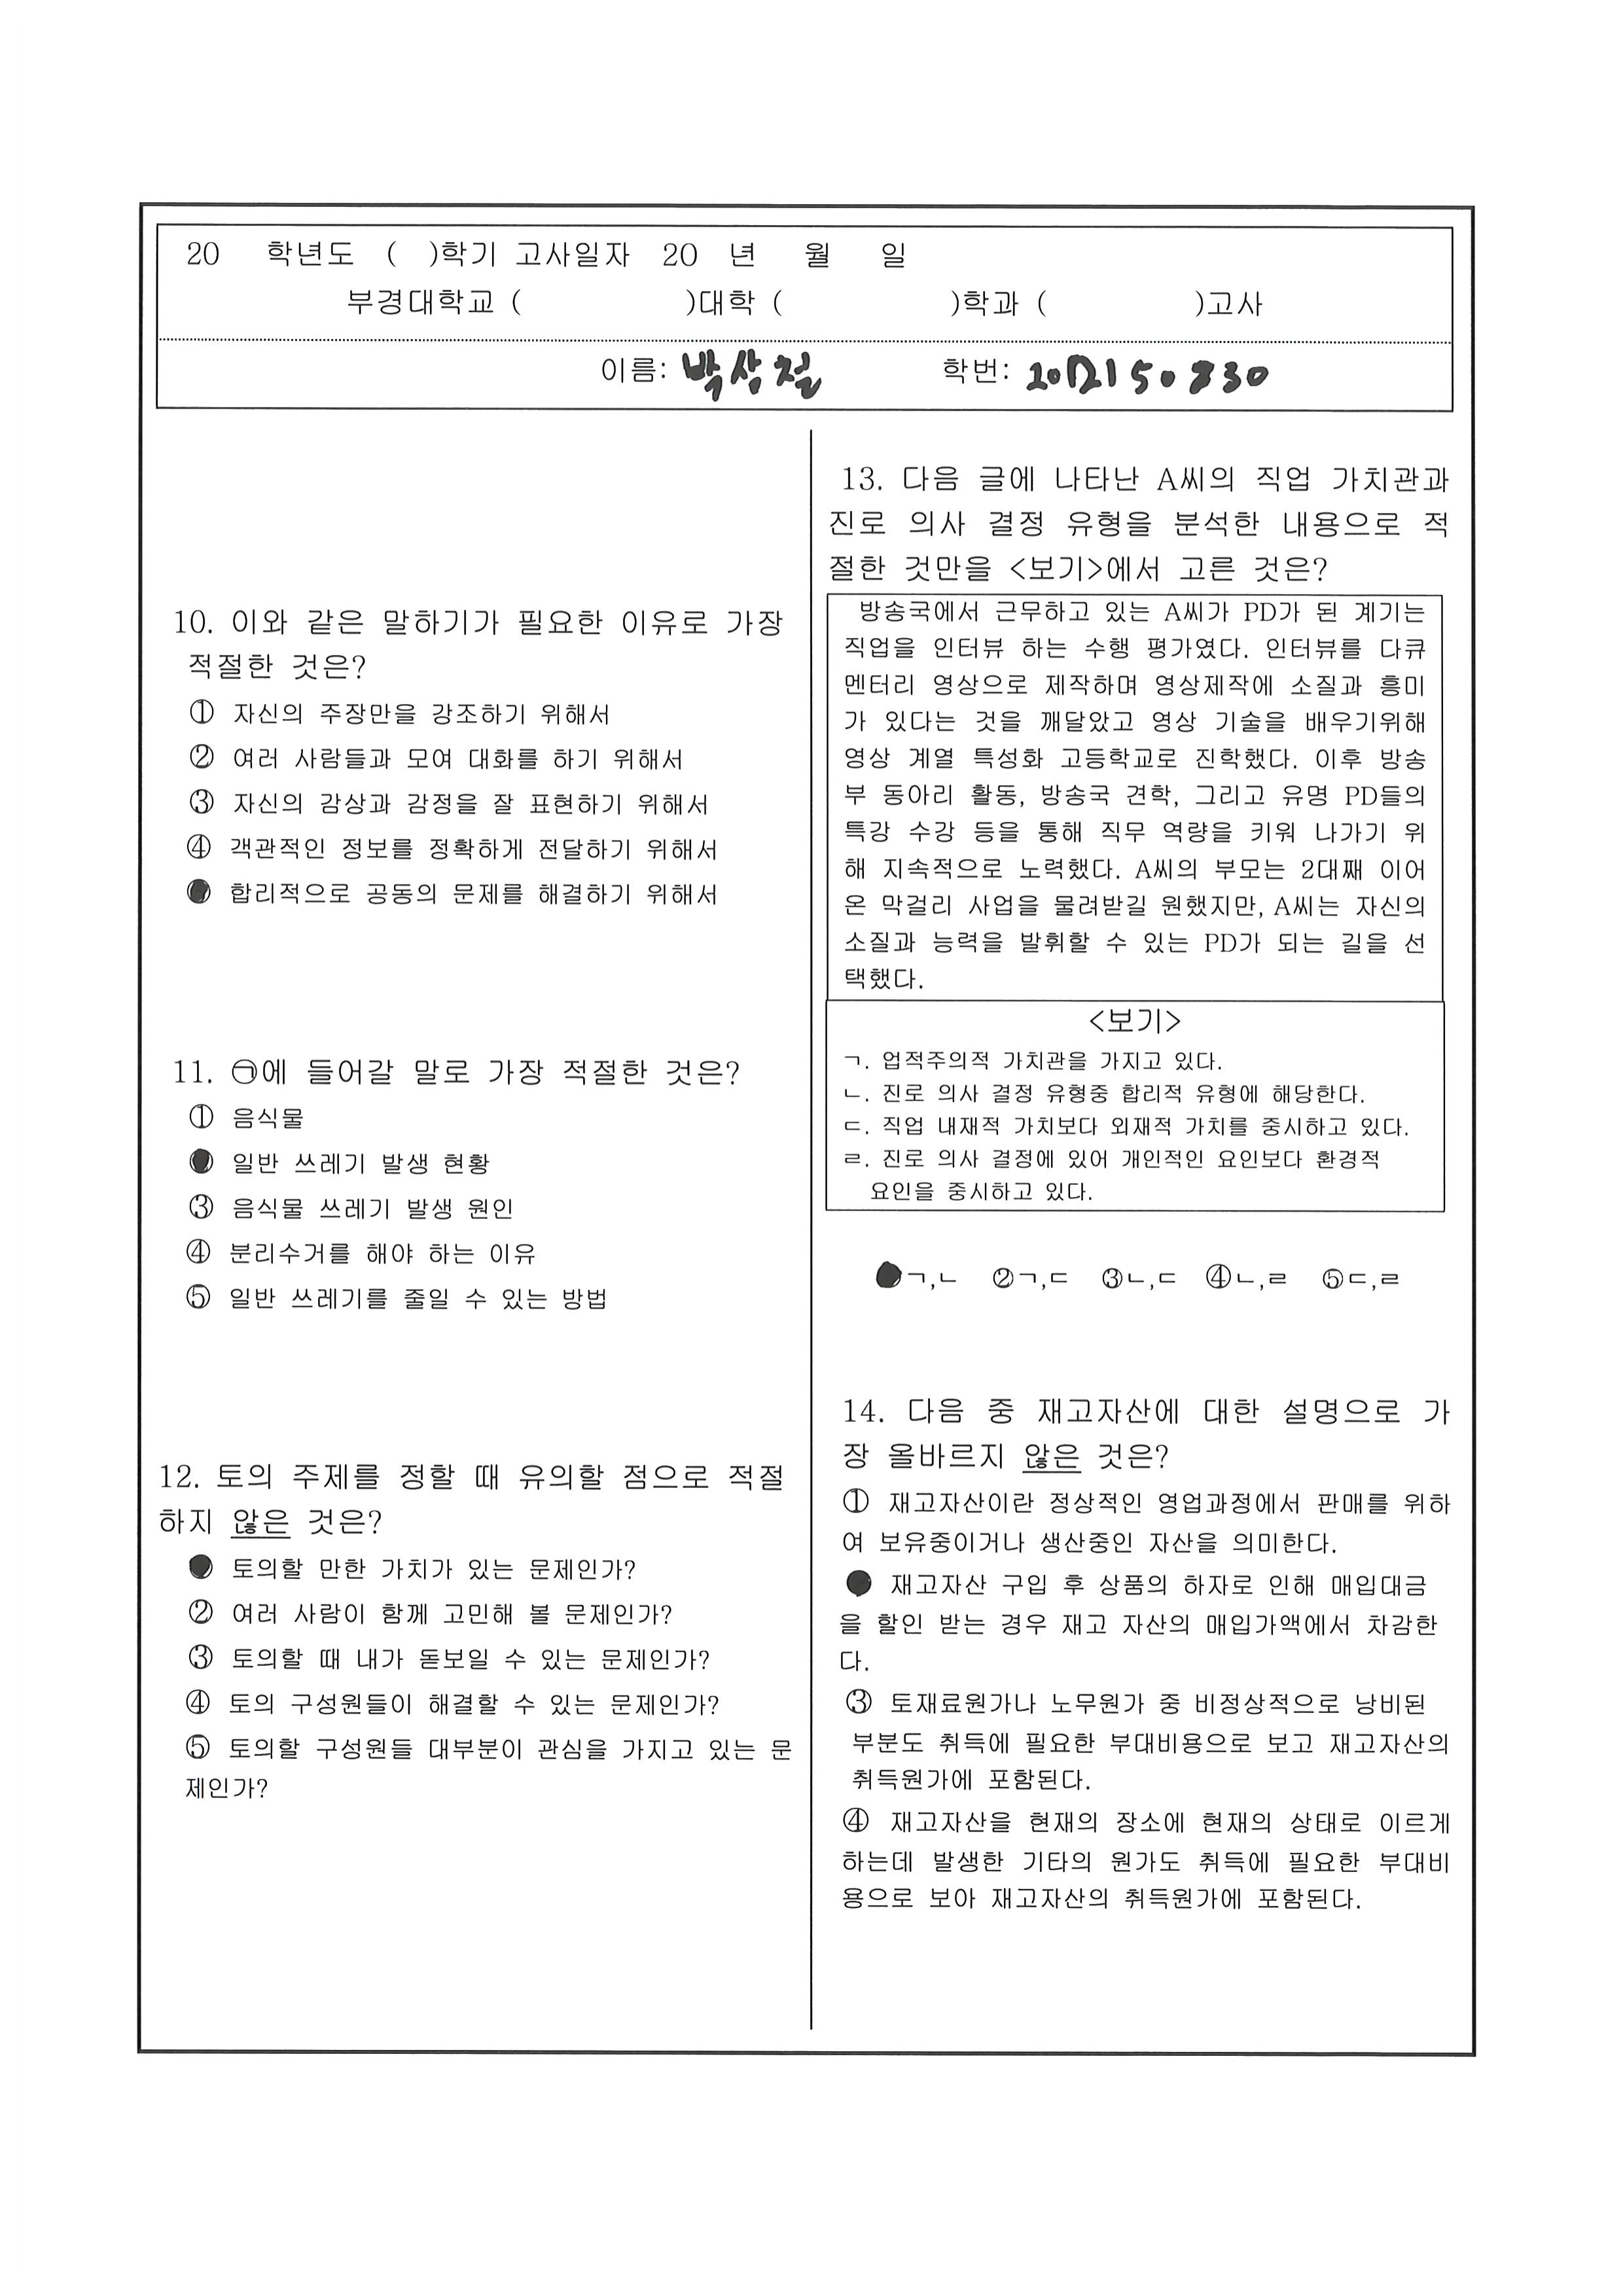 20 학년도 ( )학기 고사일자 20 년 월 일
부경대학교 ( )대학 ( )학과 ( )고사
이름: 박상철 학번:
10. 이와 같은 말하기가 필요한 이유로 가장
적절한 것은?
① 자신의 주장만을 강조하기 위해서
② 여러 사람들과 모여 대화를 하기 위해서
③ 자신의 감상과 감정을 잘 표현하기 위해서
④ 객관적인 정보를 정확하게 전달하기 위해서
● 합리적으로 공동의 문제를 해결하기 위해서
11. ㉠에 들어갈 말로 가장 적절한 것은?
① 음식물
● 일반 쓰레기 발생 현황
③ 음식물 쓰레기 발생 원인
④ 분리수거를 해야 하는 이유
⑤ 일반 쓰레기를 줄일 수 있는 방법
12. 토의 주제를 정할 때 유의할 점으로 적절
하지 않은 것은?
● 토의할 만한 가치가 있는 문제인가?
② 여러 사람이 함께 고민해 볼 문제인가?
③ 토의할 때 내가 돋보일 수 있는 문제인가?
④ 토의 구성원들이 해결할 수 있는 문제인가?
⑤ 토의할 구성원들 대부분이 관심을 가지고 있는 문
제인가?
13. 다음 글에 나타난 A씨의 직업 가치관과
진로 의사 결정 유형을 분석한 내용으로 적
절한 것만을 <보기>에서 고른 것은?
방송국에서 근무하고 있는 A씨가 PD가 된 계기는
직업을 인터뷰 하는 수행 평가였다. 인터뷰를 다큐
멘터리 영상으로 제작하며 영상제작에 소질과 흥미
가 있다는 것을 깨달았고 영상 기술을 배우기위해
영상 계열 특성화 고등학교로 진학했다. 이후 방송
부 동아리 활동, 방송국 견학, 그리고 유명 PD들의
특강 수강 등을 통해 직무 역량을 키워 나가기 위
해 지속적으로 노력했다. A씨의 부모는 2대째 이어
온 막걸리 사업을 물려받길 원했지만, A씨는 자신의
소질과 능력을 발휘할 수 있는 PD가 되는 길을 선
택했다.
<보기>
ㄱ. 업적주의적 가치관을 가지고 있다.
ㄴ. 진로 의사 결정 유형중 합리적 유형에 해당한다.
ㄷ. 직업 내재적 가치보다 외재적 가치를 중시하고 있다.
ㄹ. 진로 의사 결정에 있어 개인적인 요인보다 환경적
요인을 중시하고 있다.
●ㄱ,ㄴ ②ㄱ,ㄷ ③ㄴ,ㄷ ④ㄴ,ㄹ ⑤ㄷ,ㄹ
14. 다음 중 재고자산에 대한 설명으로 가
장 올바르지 않은 것은?
① 재고자산이란 정상적인 영업과정에서 판매를 위하
여 보유중이거나 생산중인 자산을 의미한다.
● 재고자산 구입 후 상품의 하자로 인해 매입대금
을 할인 받는 경우 재고 자산의 매입가액에서 차감한
다.
③ 토재료원가나 노무원가 중 비정상적으로 낭비된
부분도 취득에 필요한 부대비용으로 보고 재고자산의
취득원가에 포함된다.
④ 재고자산을 현재의 장소에 현재의 상태로 이르게
하는데 발생한 기타의 원가도 취득에 필요한 부대비
용으로 보아 재고자산의 취득원가에 포함된다.